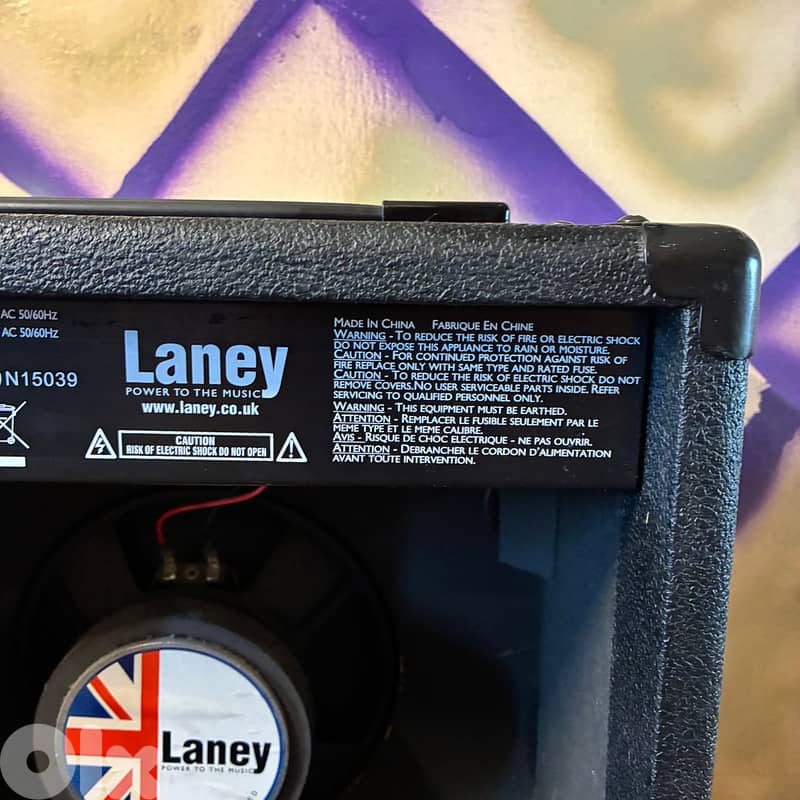 AC 50/60Hz
AC 50/60Hz
N15039
Laney
POWER TO THE MUSIC
www.laney.co.uk
CAUTION
RISK OF ELECTRIC SHOCK DO NOT OPEN
MADE IN CHINA FABRIQUE EN CHINE
WARNING - TO REDUCE THE RISK OF FIRE OR ELECTRIC SHOCK
DO NOT EXPOSE THIS APPLIANCE TO RAIN OR MOISTURE.
CAUTION - FOR CONTINUED PROTECTION AGAINST RISK OF
FIRE REPLACE ONLY WITH SAME TYPE AND RATED FUSE.
CAUTION - TO REDUCE THE RISK OF ELECTRIC SHOCK DO NOT
REMOVE COVERS.NO USER SERVICEABLE PARTS INSIDE. REFER
SERVICING TO QUALIFIED PERSONNEL ONLY.
WARNING - THIS EQUIPMENT MUST BE EARTHED.
ATTENTION - REMPLACER LE FUSIBLE SEULEMENT PAR LE
MEME TYPE ET LE MEME CALIBRE.
AVIS - RISQUE DE CHOC ELECTRIQUE - NE PAS OUVRIR.
ATTENTION - DEBRANCHER LE CORDON D'ALIMENTATION
AVANT TOUTE INTERVENTION.
Laney
POWER TO THE MUSIC
olx